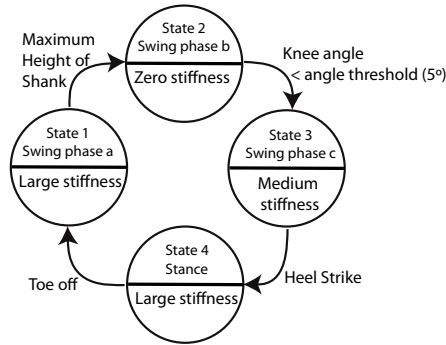 State 2
Swing phase b
Zero stiffness
Maximum
Height of
Shank
Knee angle
< angle threshold (5º)
State 1
Swing phase a
Large stiffness
State 3
Swing phase c
Medium
stiffness
State 4
Stance
Large stiffness
Toe off
Heel Strike